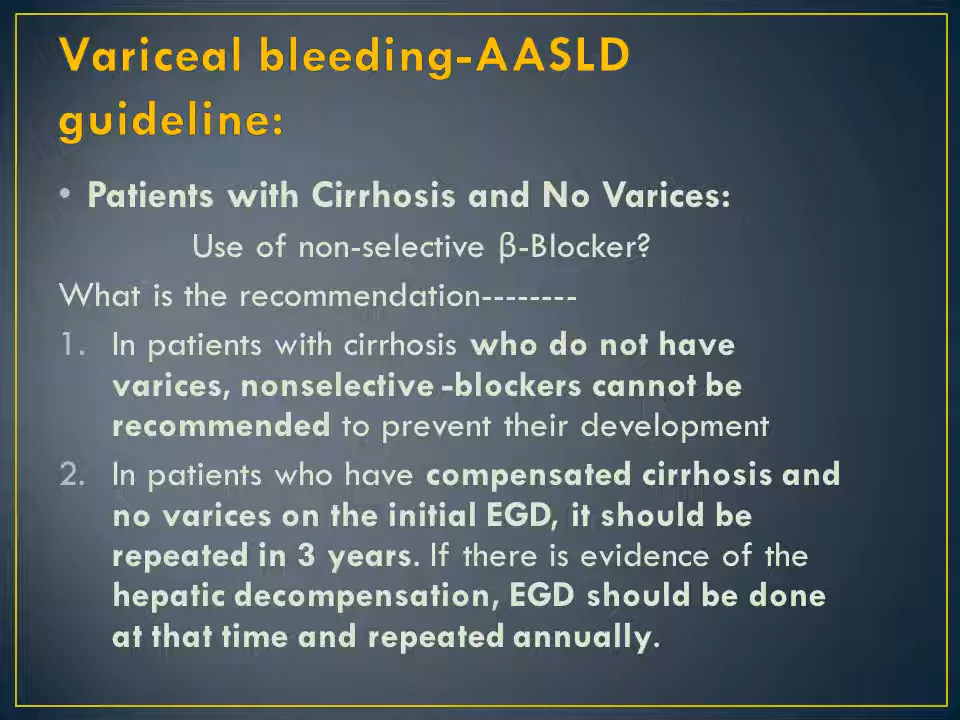 Variceal bleeding-AASLD
guideline:
• Patients with Cirrhosis and No Varices:
Use of non-selective β-Blocker?
What is the recommendation--------
1. In patients with cirrhosis who do not have
varices, nonselective -blockers cannot be
recommended to prevent their development
2. In patients who have compensated cirrhosis and
no varices on the initial EGD, it should be
repeated in 3 years. If there is evidence of the
hepatic decompensation, EGD should be done
at that time and repeated annually.